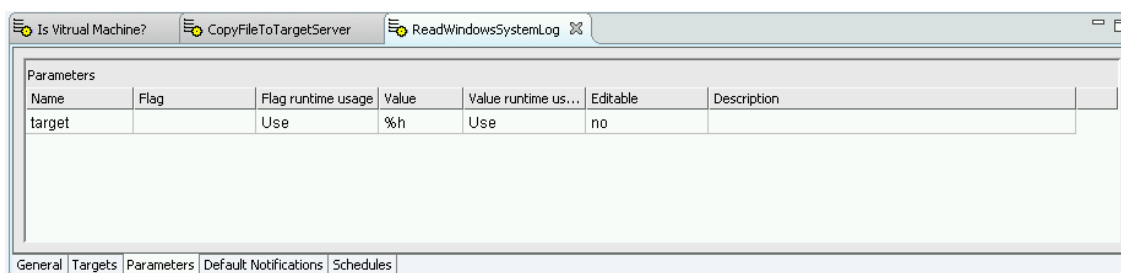 Is Vitrual Machine? CopyFileToTargetServer ReadWindowsSystemLog
Parameters
Name Flag Flag runtime usage Value Value runtime us... Editable Description
target Use %h Use no
General Targets Parameters Default Notifications Schedules